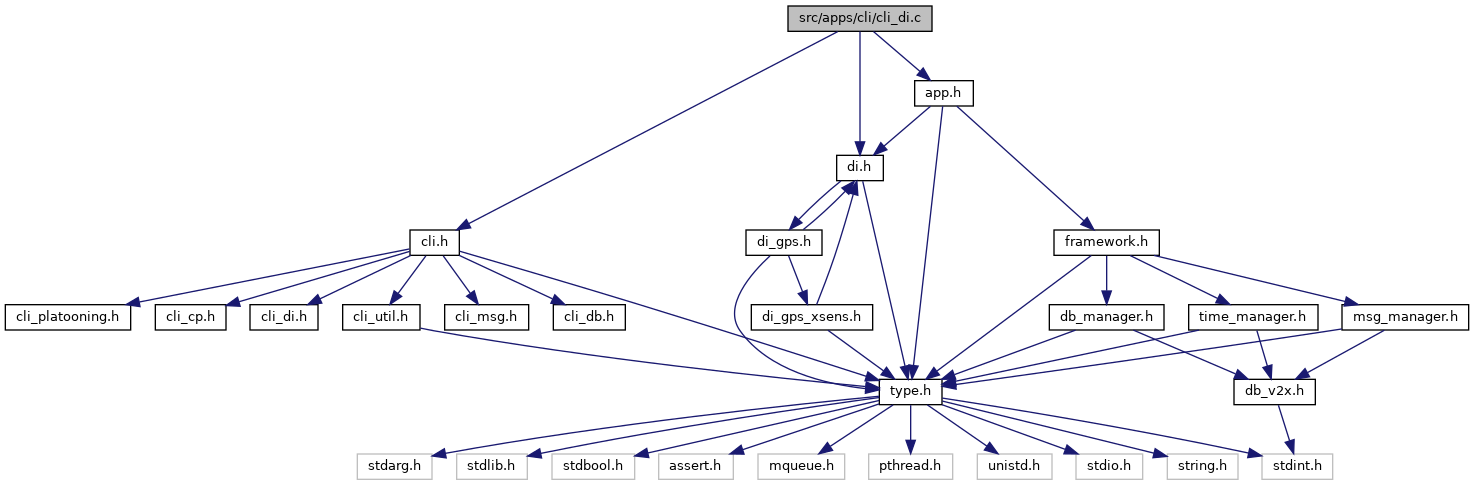 src/apps/cli/cli_di.c
app.h
di.h
cli.h
di_gps.h
framework.h
cli_platooning.h
cli_cp.h
cli_di.h
cli_util.h
cli_msg.h
cli_db.h
di_gps_xsens.h
db_manager.h
time_manager.h
msg_manager.h
type.h
db_v2x.h
stdarg.h
stdlib.h
stdbool.h
assert.h
mqueue.h
pthread.h
unistd.h
stdio.h
string.h
stdint.h